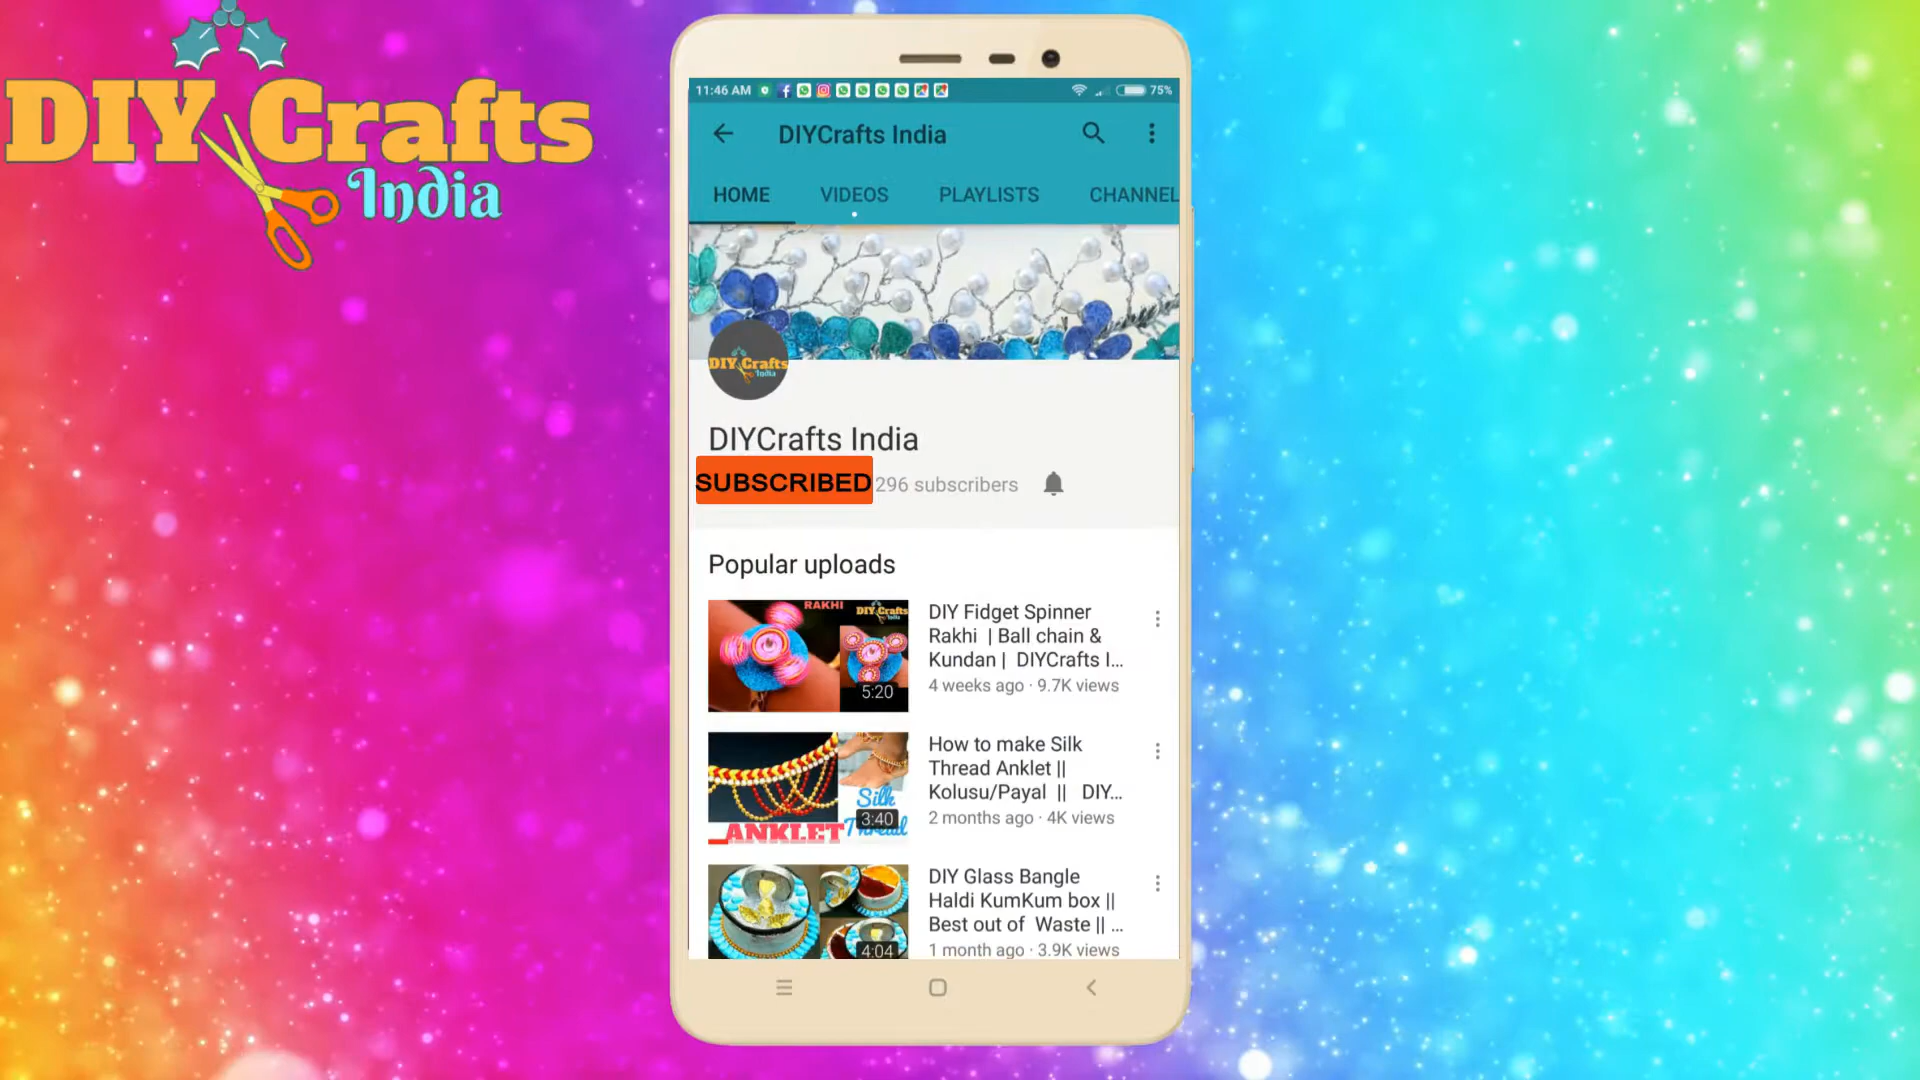 DIY Crafts
India
11:46 AM
75%
DIYCrafts India
HOME
VIDEOS
PLAYLISTS
CHANNEL
DIY Crafts
India
DIYCrafts India
SUBSCRIBED
296 subscribers
Popular uploads
RAKHI
DIY Crafts
India
5:20
DIY Fidget Spinner
Rakhi | Ball chain &
Kundan | DIYCrafts I...
4 weeks ago · 9.7K views
Silk
Thread
ANKLET
3:40
How to make Silk
Thread Anklet ||
Kolusu/Payal || DIY...
2 months ago · 4K views
4:04
DIY Glass Bangle
Haldi KumKum box ||
Best out of Waste || ...
1 month ago · 3.9K views